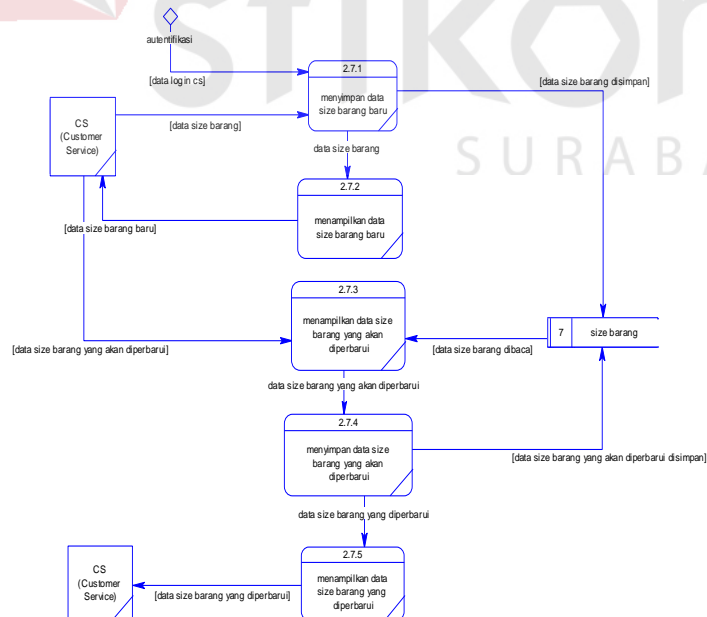 stikom
SURABA
autentifikasi
[data login cs]
2.7.1
menyimpan data
size barang baru
[data size barang disimpan]
CS
(Customer
Service)
[data size barang]
data size barang
2.7.2
menampilkan data
size barang baru
[data size barang baru]
2.7.3
menampilkan data size
barang yang akan
diperbarui
7
size barang
[data size barang yang akan diperbarui]
[data size barang dibaca]
data size barang yang akan diperbarui
2.7.4
menyimpan data size
barang yang akan
diperbarui
[data size barang yang akan diperbarui disimpan]
data size barang yang diperbarui
2.7.5
menampilkan data
size barang yang
diperbarui
CS
(Customer
Service)
[data size barang yang diperbarui]